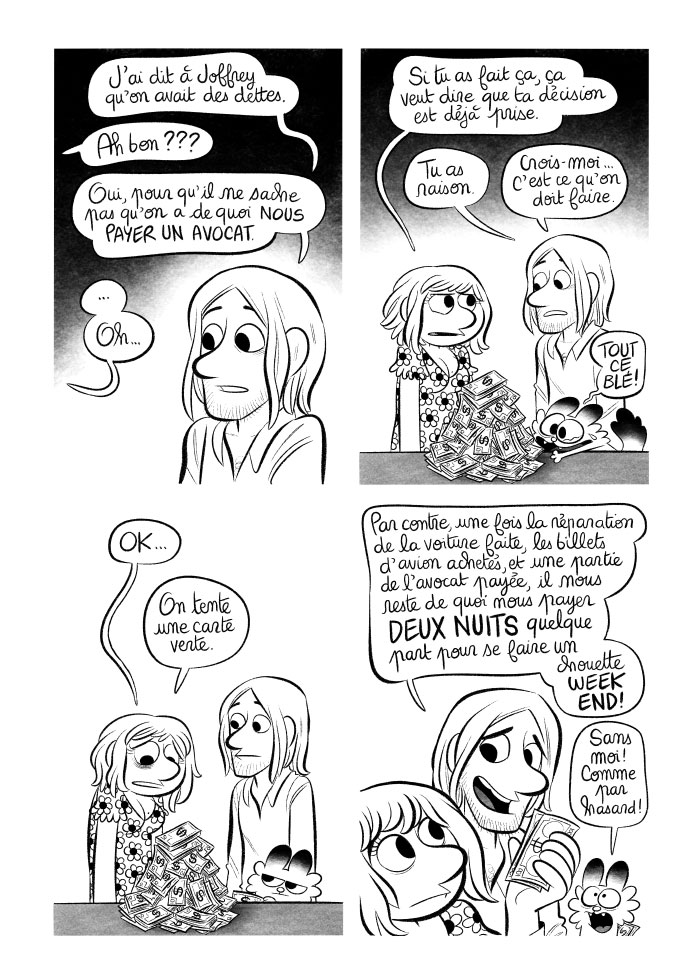 J'ai dit à Joffrey
qu'on avait des dettes.
Ah bon ???
Oui, pour qu'il ne sache
pas qu'on a de quoi NOUS
PAYER UN AVOCAT.
...
Oh...
Si tu as fait ça, ça
veut dire que ta décision
est déjà prise.
Tu as
raison.
Crois-moi...
C'est ce qu'on
doit faire.
TOUT
CE
BLÉ!
OK...
On tente
une carte
verte.
Par contre, une fois la réparation
de la voiture faite, les billets
d'avion achetés, et une partie
de l'avocat payée, il nous
reste de quoi nous payer
DEUX NUITS quelque
part pour se faire un
chouette
WEEK
END!
Sans
moi!
Comme
par
hasard!